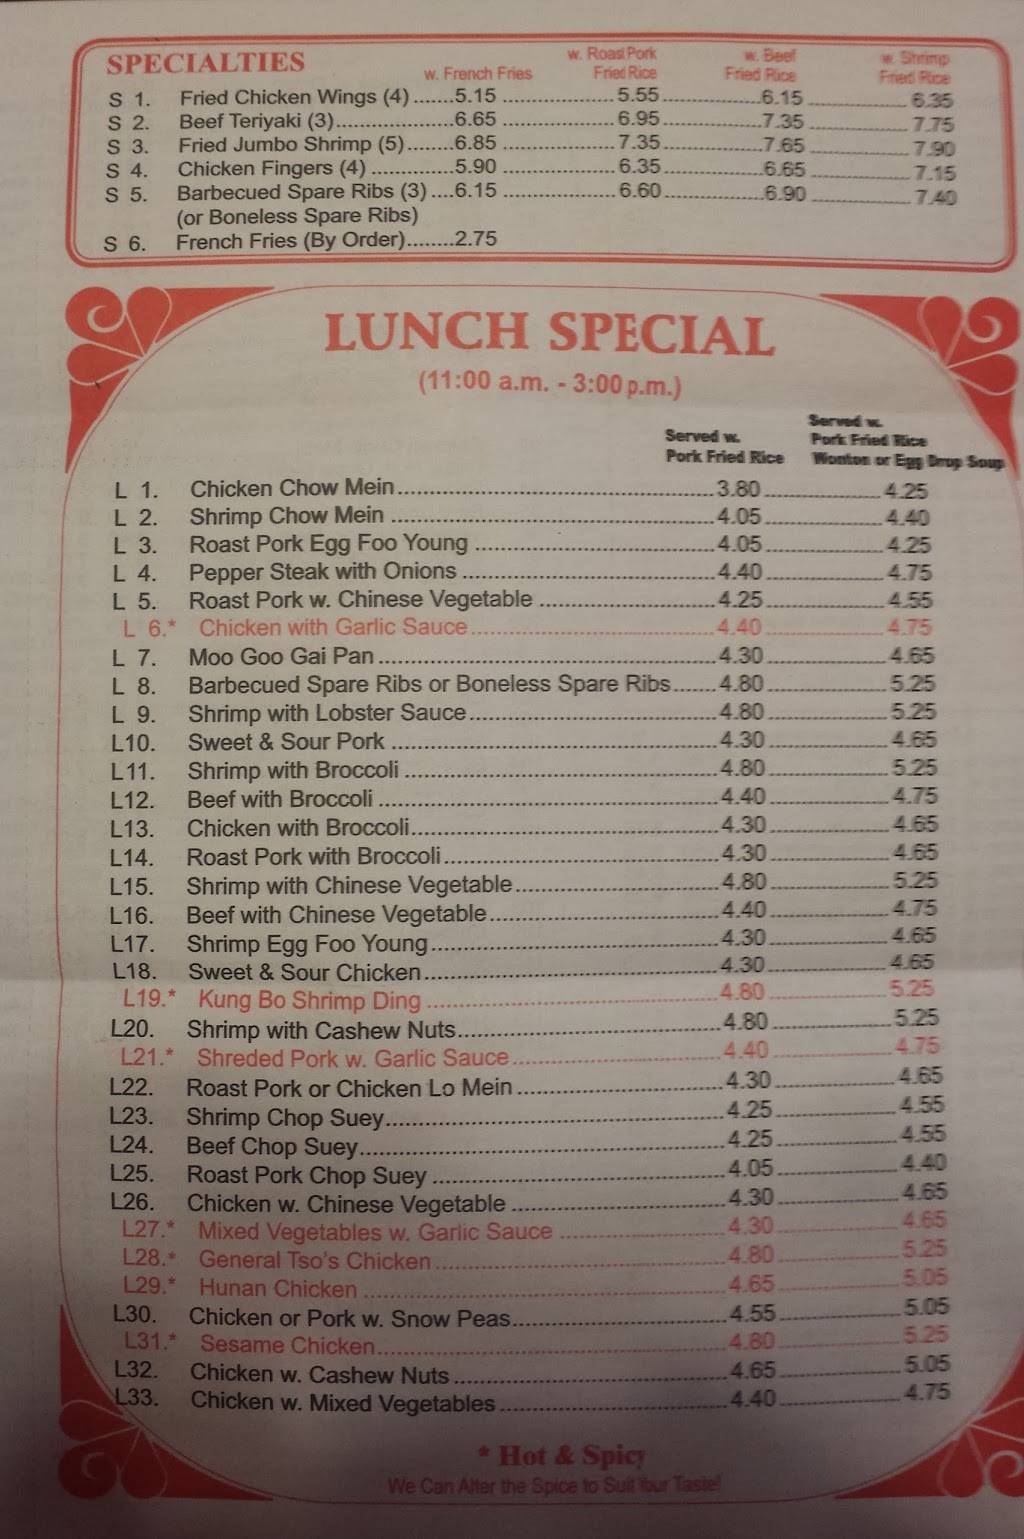 SPECIALTIES w. French Fries w. Roast Pork Fried Rice w. Beef Fried Rice w. Shrimp Fried Rice
S 1. Fried Chicken Wings (4).......5.15....................5.55.................6.15.................6.35
S 2. Beef Teriyaki (3).....................6.65....................6.95.................7.35.................7.75
S 3. Fried Jumbo Shrimp (5)........6.85....................7.35.................7.65.................7.90
S 4. Chicken Fingers (4)..............5.90....................6.35.................6.65.................7.15
S 5. Barbecued Spare Ribs (3)....6.15....................6.60.................6.90.................7.40
(or Boneless Spare Ribs)
S 6. French Fries (By Order)........2.75
LUNCH SPECIAL
(11:00 a.m. - 3:00 p.m.)
Served w. Pork Fried Rice Served w. Pork Fried Rice Wonton or Egg Drop Soup
L 1. Chicken Chow Mein....................3.80....................4.25
L 2. Shrimp Chow Mein....................4.05....................4.40
L 3. Roast Pork Egg Foo Young....................4.05....................4.25
L 4. Pepper Steak with Onions....................4.40....................4.75
L 5. Roast Pork w. Chinese Vegetable....................4.25....................4.55
L 6.* Chicken with Garlic Sauce....................4.40....................4.75
L 7. Moo Goo Gai Pan....................4.30....................4.65
L 8. Barbecued Spare Ribs or Boneless Spare Ribs.......4.80....................5.25
L 9. Shrimp with Lobster Sauce....................4.80....................5.25
L10. Sweet & Sour Pork....................4.30....................4.65
L11. Shrimp with Broccoli....................4.80....................5.25
L12. Beef with Broccoli....................4.40....................4.75
L13. Chicken with Broccoli....................4.30....................4.65
L14. Roast Pork with Broccoli....................4.30....................4.65
L15. Shrimp with Chinese Vegetable....................4.80....................5.25
L16. Beef with Chinese Vegetable....................4.40....................4.75
L17. Shrimp Egg Foo Young....................4.30....................4.65
L18. Sweet & Sour Chicken....................4.30....................4.65
L19.* Kung Bo Shrimp Ding....................4.80....................5.25
L20. Shrimp with Cashew Nuts....................4.80....................5.25
L21.* Shreded Pork w. Garlic Sauce....................4.40....................4.75
L22. Roast Pork or Chicken Lo Mein....................4.30....................4.65
L23. Shrimp Chop Suey....................4.25....................4.55
L24. Beef Chop Suey....................4.25....................4.55
L25. Roast Pork Chop Suey....................4.05....................4.40
L26. Chicken w. Chinese Vegetable....................4.30....................4.65
L27.* Mixed Vegetables w. Garlic Sauce....................4.30....................4.65
L28.* General Tso's Chicken....................4.80....................5.25
L29.* Hunan Chicken....................4.65....................5.05
L30. Chicken or Pork w. Snow Peas....................4.55....................5.05
L31.* Sesame Chicken....................4.80....................5.25
L32. Chicken w. Cashew Nuts....................4.65....................5.05
L33. Chicken w. Mixed Vegetables....................4.40....................4.75
* Hot & Spicy
We Can Alter the Spice to Suit Your Taste!